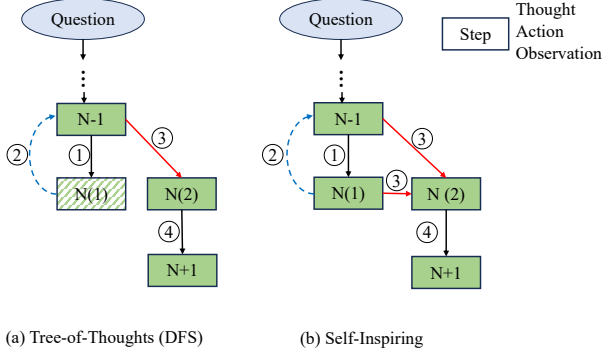 Question
N-1
①
②
③
N(1)
N(2)
④
N+1
(a) Tree-of-Thoughts (DFS)
Question
N-1
①
②
③
N(1)
③
N (2)
④
N+1
(b) Self-Inspiring
Step
Thought
Action
Observation